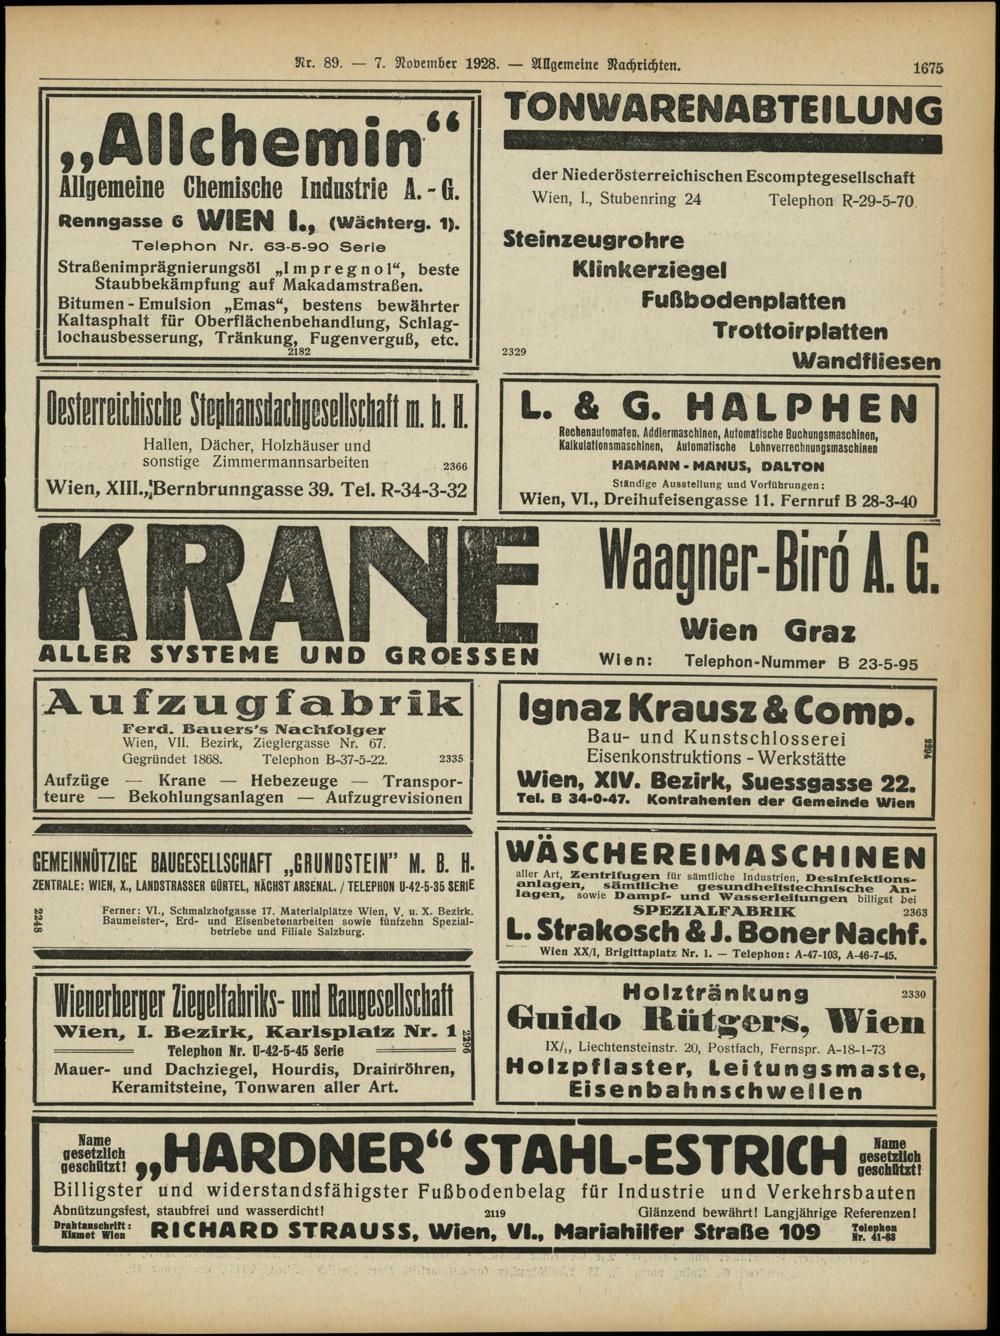 Nr. 89. — 7. November 1928. — Allgemeine Nachrichten.
1675
„Allchemin“
Allgemeine Chemische Industrie A.-G.
Renngasse 6 WIEN I., (Wächterg. 1).
Telephon Nr. 63-5-90 Serie
Straßenimprägnierungsöl „Impregnol“, beste
Staubbekämpfung auf Makadamstraßen.
Bitumen-Emulsion „Emas“, bestens bewährter
Kaltasphalt für Oberflächenbehandlung, Schlag-
lochausbesserung, Tränkung, Fugenverguß, etc.
2182
TONWARENABTEILUNG
der Niederösterreichischen Escomptegesellschaft
Wien, I., Stubenring 24 Telephon R-29-5-70
Steinzeugrohre
Klinkerziegel
Fußbodenplatten
Trottoirplatten
2329
Wandfliesen
Oesterreichische Stephansdachgesellschaft m. b. H.
Hallen, Dächer, Holzhäuser und
sonstige Zimmermannsarbeiten 2366
Wien, XIII., Bernbrunngasse 39. Tel. R-34-3-32
L. & G. HALPHEN
Rechenautomaten, Addiermaschinen, Automatische Buchungsmaschinen,
Kalkulationsmaschinen, Automatische Lohnverrechnungsmaschinen
HAMANN-MANUS, DALTON
Ständige Ausstellung und Vorführungen:
Wien, VI., Dreihufeisengasse 11. Fernruf B 28-3-40
KRANE
ALLER SYSTEME UND GROESSEN
Waagner-Biró A. G.
Wien Graz
Wien: Telephon-Nummer B 23-5-95
Aufzugfabrik
Ferd. Bauers's Nachfolger
Wien, VII. Bezirk, Zieglergasse Nr. 67.
Gegründet 1868. Telephon B-37-5-22. 2335
Aufzüge — Krane — Hebezeuge — Transpor-
teure — Bekohlungsanlagen — Aufzugrevisionen
Ignaz Krausz & Comp.
Bau- und Kunstschlosserei
Eisenkonstruktions-Werkstätte
2294
Wien, XIV. Bezirk, Suessgasse 22.
Tel. B 34-0-47. Kontrahenten der Gemeinde Wien
GEMEINNÜTZIGE BAUGESELLSCHAFT „GRUNDSTEIN” M. B. H.
ZENTRALE: WIEN, X., LANDSTRASSER GÜRTEL, NÄCHST ARSENAL. / TELEPHON U-42-5-35 SERIE
2248
Ferner: VI., Schmalzhofgasse 17. Materialplätze Wien, V. u. X. Bezirk.
Baumeister-, Erd- und Eisenbetonarbeiten sowie fünfzehn Spezial-
betriebe und Filiale Salzburg.
WÄSCHEREIMASCHINEN
aller Art, Zentrifugen für sämtliche Industrien, Desinfektions-
anlagen, sämtliche gesundheitstechnische An-
lagen, sowie Dampf- und Wasserleitungen billigst bei
SPEZIALFABRIK 2363
L. Strakosch & J. Boner Nachf.
Wien XX/1, Brigittaplatz Nr. 1. — Telephon: A-47-103, A-46-7-45.
Wienerberger Ziegelfabriks- und Baugesellschaft
Wien, I. Bezirk, Karlsplatz Nr. 1
2296
Telephon Nr. U-42-5-45 Serie
Mauer- und Dachziegel, Hourdis, Drainröhren,
Keramitsteine, Tonwaren aller Art.
Holztränkung 2330
Guido Rütgers, Wien
IX/,, Liechtensteinstr. 20, Postfach, Fernspr. A-18-1-73
Holzpflaster, Leitungsmaste,
Eisenbahnschwellen
Name
gesetzlich
geschützt!
„HARDNER“ STAHL-ESTRICH
Name
gesetzlich
geschützt!
Billigster und widerstandsfähigster Fußbodenbelag für Industrie und Verkehrsbauten
Abnützungsfest, staubfrei und wasserdicht! 2119 Glänzend bewährt! Langjährige Referenzen!
Drahtanschrift:
Kismet Wien
RICHARD STRAUSS, Wien, VI., Mariahilfer Straße 109
Telephon
Nr. 41-83